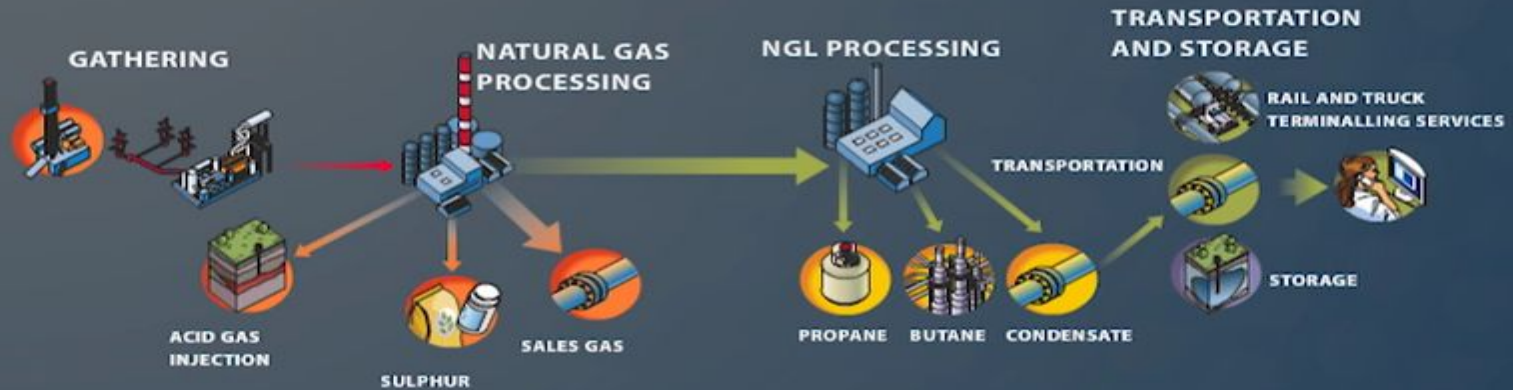 GATHERING
NATURAL GAS
PROCESSING
NGL PROCESSING
TRANSPORTATION
AND STORAGE
RAIL AND TRUCK
TERMINALLING SERVICES
TRANSPORTATION
STORAGE
ACID GAS
INJECTION
SULPHUR
SALES GAS
PROPANE
BUTANE
CONDENSATE